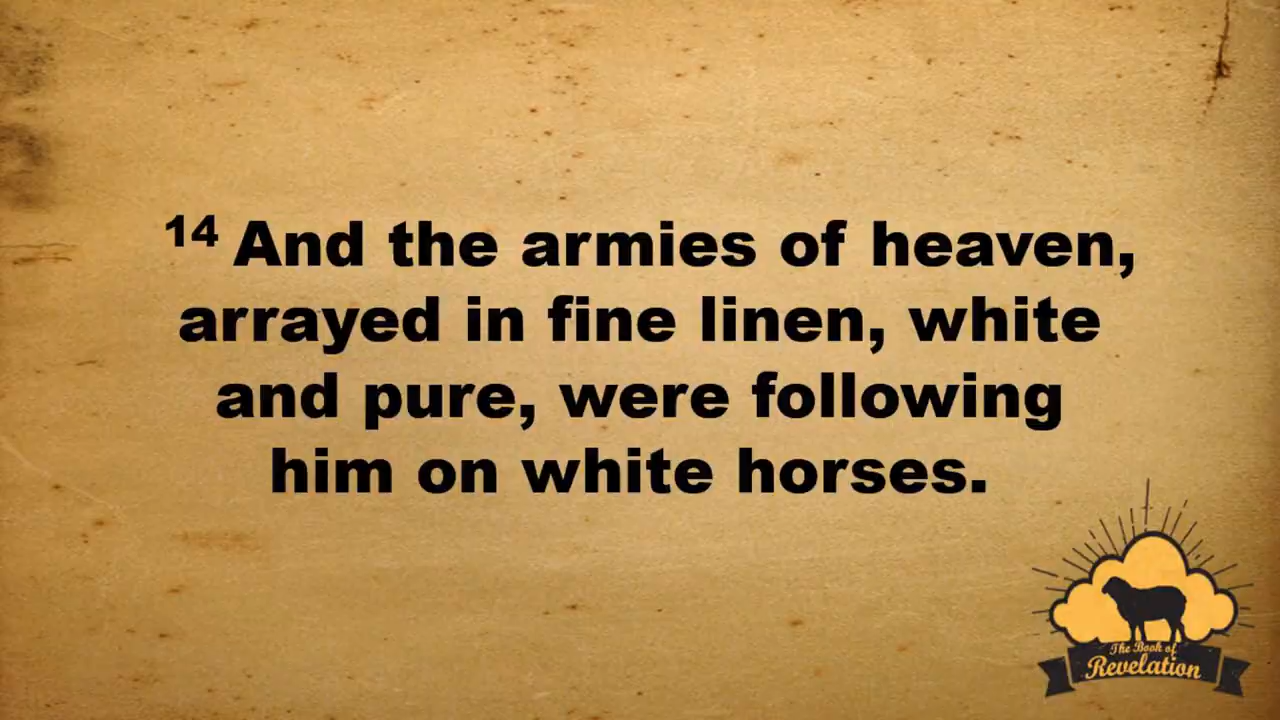 14 And the armies of heaven,
arrayed in fine linen, white
and pure, were following
him on white horses.
The Book of
Revelation